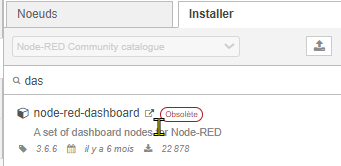 Noeuds
Installer
Node-RED Community catalogue
das
node-red-dashboard Obsolète
A set of dashboard nodes for Node-RED
3.6.6 il y a 6 mois 22 878